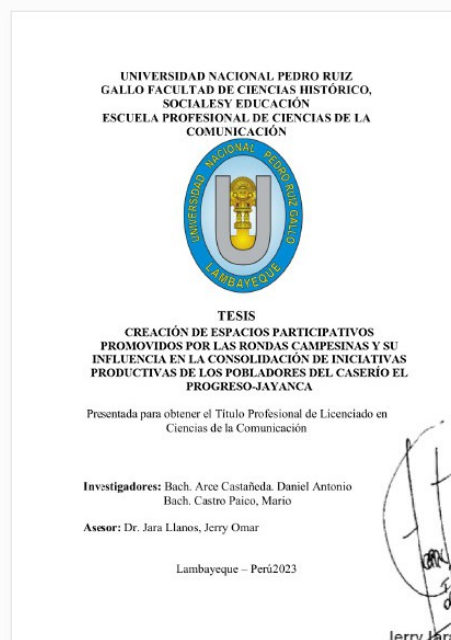 UNIVERSIDAD NACIONAL PEDRO RUIZ
GALLO FACULTAD DE CIENCIAS HISTÓRICO,
SOCIALESY EDUCACIÓN
ESCUELA PROFESIONAL DE CIENCIAS DE LA
COMUNICACIÓN
UNIVERSIDAD NACIONAL PEDRO RUIZ GALLO
LAMBAYEQUE
TESIS
CREACIÓN DE ESPACIOS PARTICIPATIVOS
PROMOVIDOS POR LAS RONDAS CAMPESINAS Y SU
INFLUENCIA EN LA CONSOLIDACIÓN DE INICIATIVAS
PRODUCTIVAS DE LOS POBLADORES DEL CASERÍO EL
PROGRESO-JAYANCA
Presentada para obtener el Título Profesional de Licenciado en
Ciencias de la Comunicación
Investigadores: Bach. Arce Castañeda. Daniel Antonio
Bach. Castro Paico, Mario
Asesor: Dr. Jara Llanos, Jerry Omar
Lambayeque – Perú2023
Jerry Jara